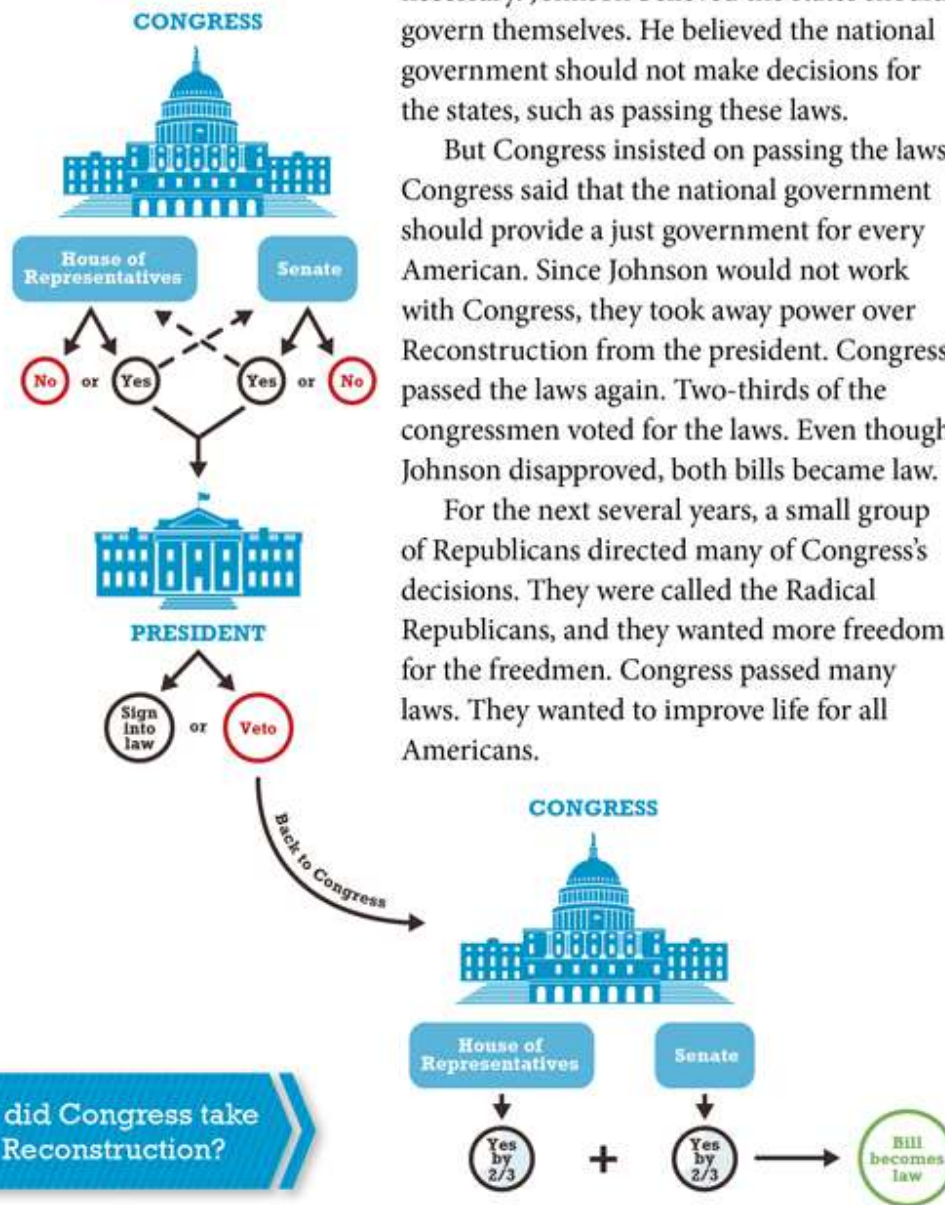 CONGRESS
House of
Representatives
Senate
No or Yes
Yes or No
PRESIDENT
Sign
into
law
or
Veto
Back to Congress
govern themselves. He believed the national
government should not make decisions for
the states, such as passing these laws.
But Congress insisted on passing the laws
Congress said that the national government
should provide a just government for every
American. Since Johnson would not work
with Congress, they took away power over
Reconstruction from the president. Congress
passed the laws again. Two-thirds of the
congressmen voted for the laws. Even though
Johnson disapproved, both bills became law.
For the next several years, a small group
of Republicans directed many of Congress's
decisions. They were called the Radical
Republicans, and they wanted more freedom
for the freedmen. Congress passed many
laws. They wanted to improve life for all
Americans.
CONGRESS
House of
Representatives
Senate
Yes
by
2/3
+
Yes
by
2/3
Bill
becomes
law
did Congress take
Reconstruction?